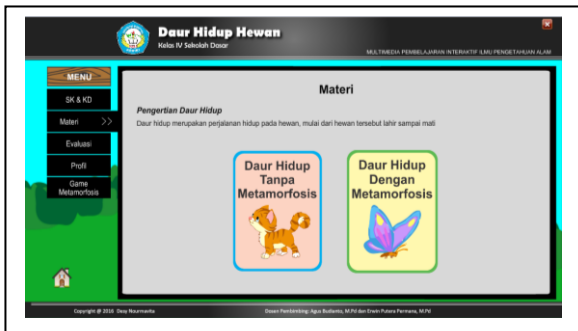 Daur Hidup Hewan
Kelas IV Sekolah Dasar
MULTIMEDIA PEMBELAJARAN INTERAKTIF ILMU PENGETAHUAN ALAM
MENU
SK & KD
Materi >>
Evaluasi
Profil
Game
Metamorfosis
Materi
Pengertian Daur Hidup
Daur hidup merupakan perjalanan hidup pada hewan, mulai dari hewan tersebut lahir sampai mati
Daur Hidup
Tanpa
Metamorfosis
Daur Hidup
Dengan
Metamorfosis
Copyright @ 2016 Desy Nourmavita
Dosen Pembimbing: Agus Budianto, M.Pd dan Erwin Putera Permana, M.Pd